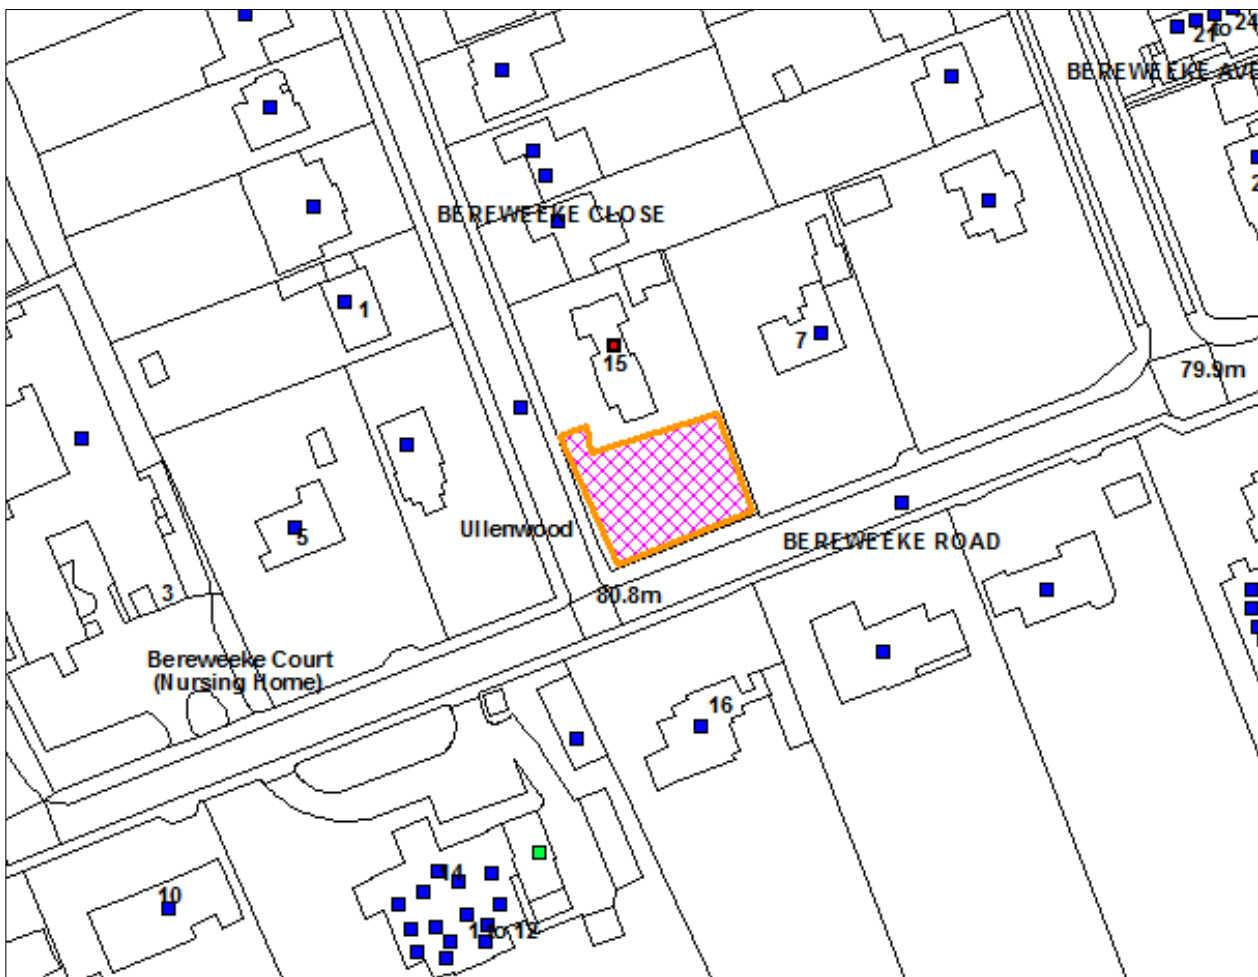 21 to 24
BEREWEEKE AVE
2
BEREWEEKE CLOSE
1
7
15
79.9m
Ullenwood
5
BEREWEEKE ROAD
3
80.8m
Bereweeke Court
(Nursing Home)
16
14
10
1 to 12